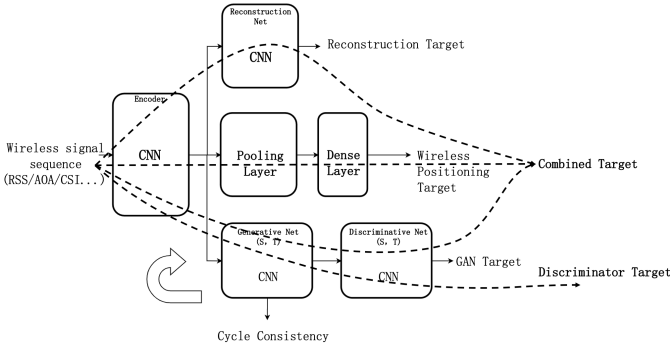 Reconstruction
Net
CNN
Reconstruction Target
Encoder
CNN
Wireless signal
sequence
(RSS/AOA/CSI...)
Pooling
Layer
Dense
Layer
Wireless
Positioning
Target
Combined Target
Generative Net
(S, T)
CNN
Discriminative Net
(S, T)
CNN
GAN Target
Discriminator Target
Cycle Consistency